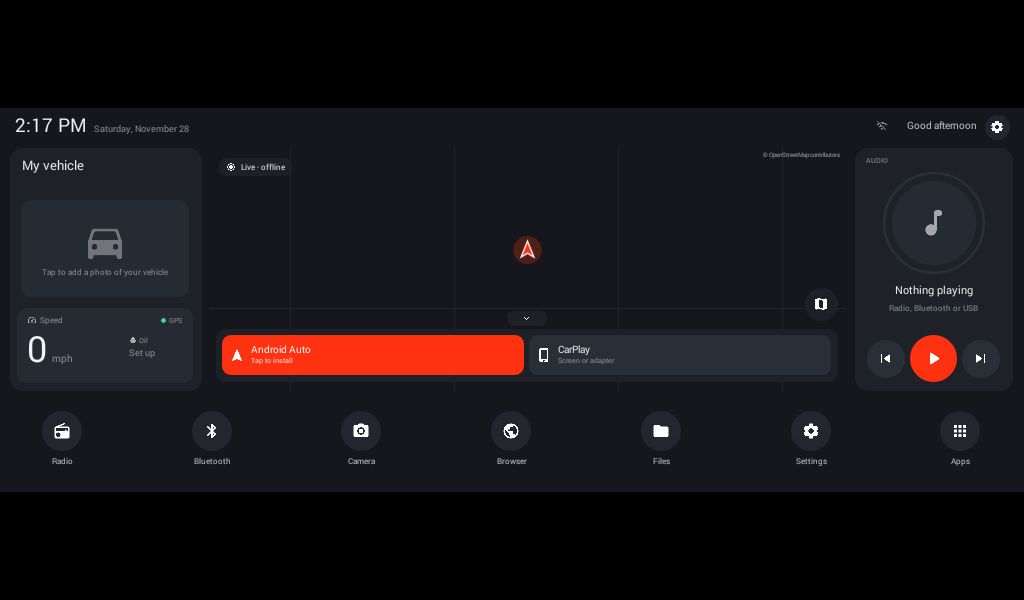 2:17 PM Saturday, November 28
Good afternoon
My vehicle
Tap to add a photo of your vehicle
Speed
GPS
0 mph
Oil
Set up
Live · offline
© OpenStreetMap contributors
Android Auto
Tap to install
CarPlay
Screen or adapter
AUDIO
Nothing playing
Radio, Bluetooth or USB
Radio
Bluetooth
Camera
Browser
Files
Settings
Apps